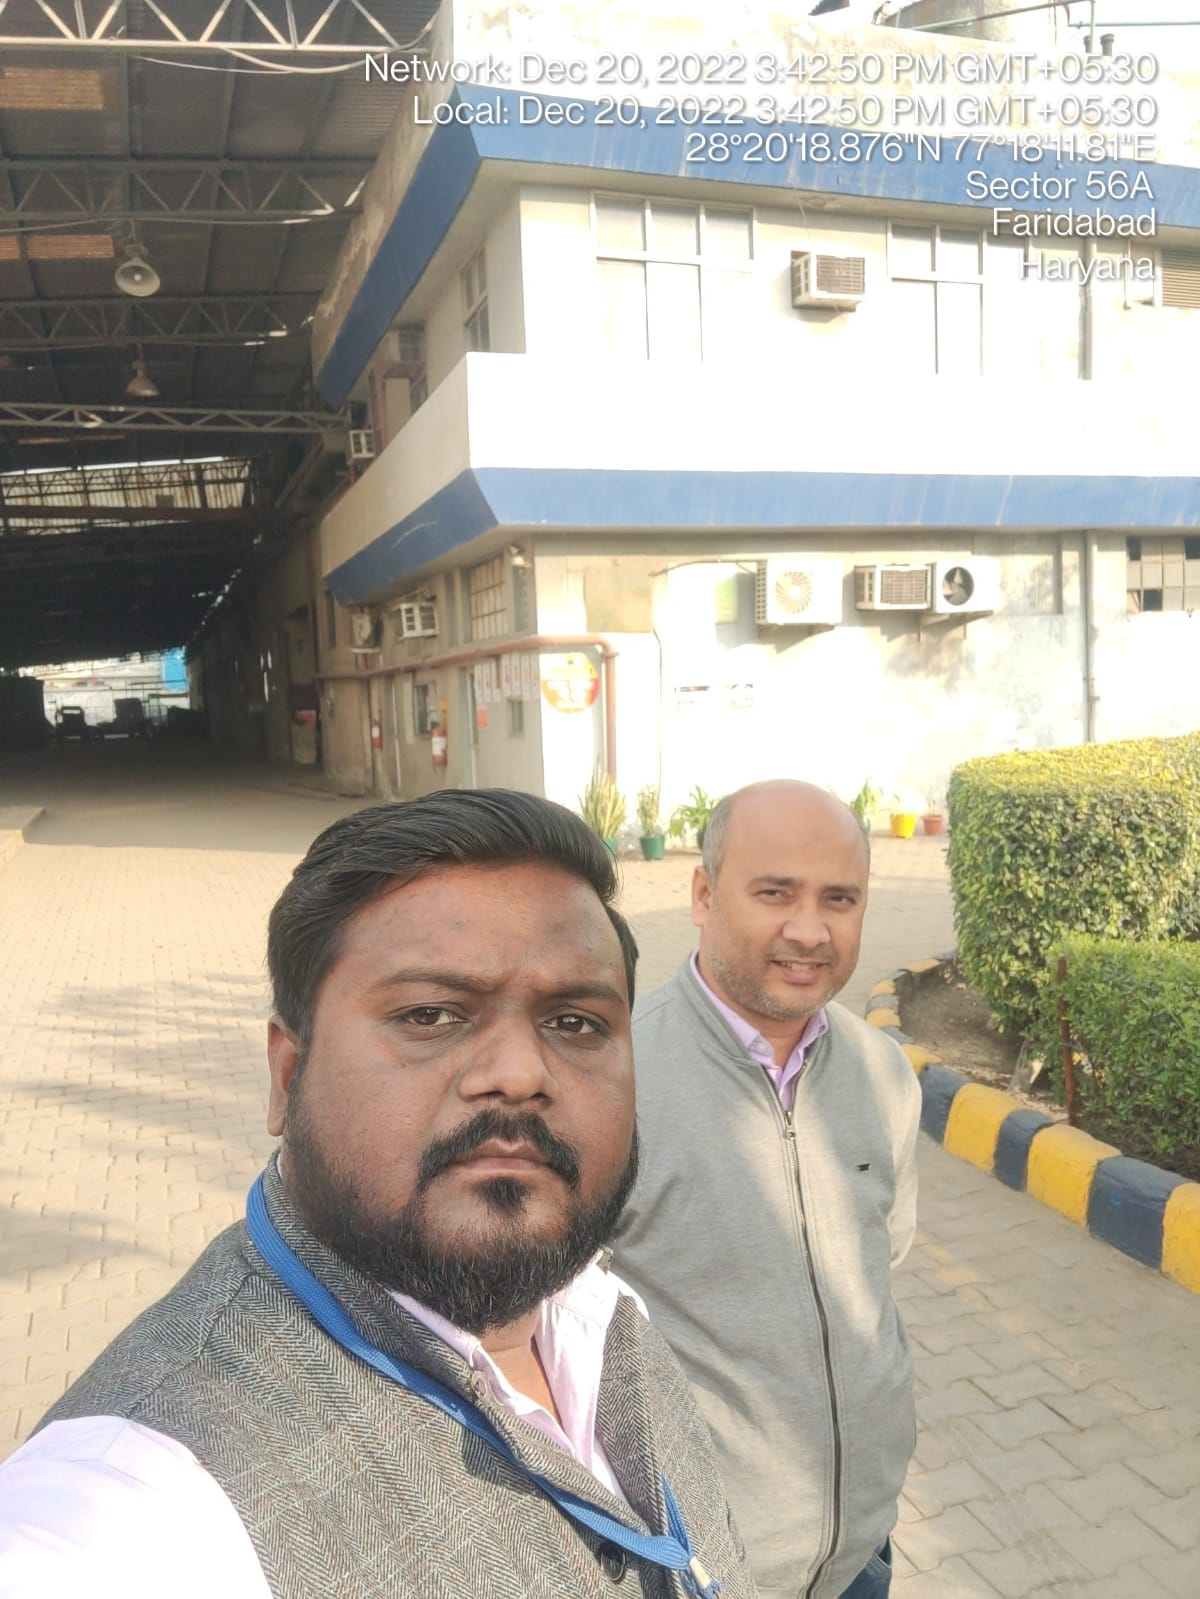 Network: Dec 20, 2022 3:42:50 PM GMT+05:30
Local: Dec 20, 2022 3:42:50 PM GMT+05:30
28°20'18.876"N 77°18'11.81"E
Sector 56A
Faridabad
Haryana